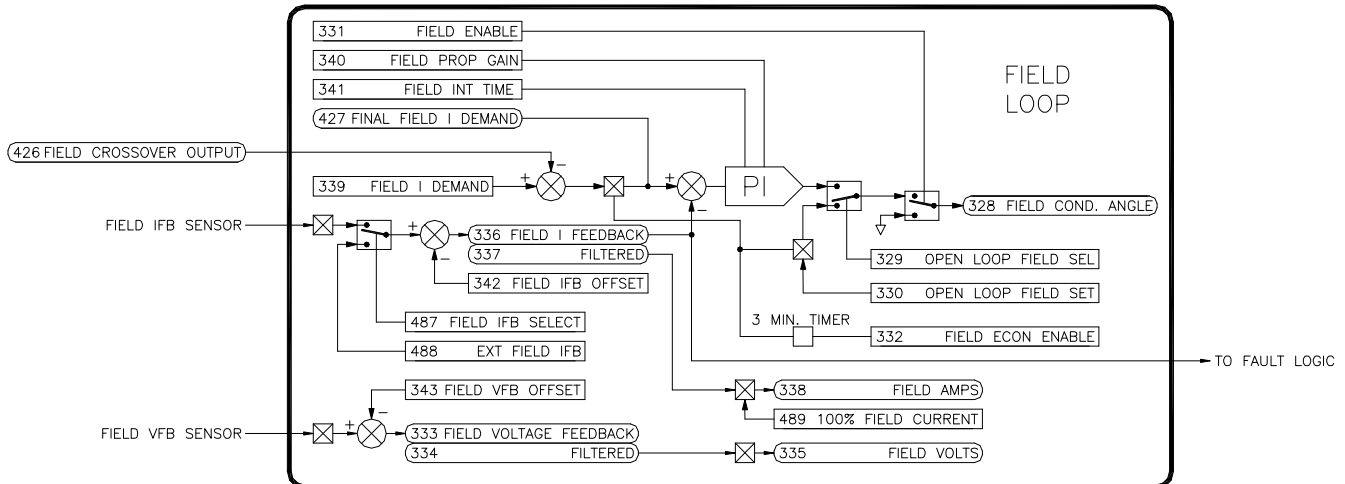 331 FIELD ENABLE
340 FIELD PROP GAIN
341 FIELD INT TIME
427 FINAL FIELD I DEMAND
FIELD
LOOP
426 FIELD CROSSOVER OUTPUT
−
339 FIELD I DEMAND
+
+
−
PI
328 FIELD COND. ANGLE
FIELD IFB SENSOR
+
−
336 FIELD I FEEDBACK
337 FILTERED
342 FIELD IFB OFFSET
329 OPEN LOOP FIELD SEL
330 OPEN LOOP FIELD SET
487 FIELD IFB SELECT
488 EXT FIELD IFB
3 MIN. TIMER
332 FIELD ECON ENABLE
TO FAULT LOGIC
343 FIELD VFB OFFSET
338 FIELD AMPS
489 100% FIELD CURRENT
FIELD VFB SENSOR
+
−
333 FIELD VOLTAGE FEEDBACK
334 FILTERED
335 FIELD VOLTS